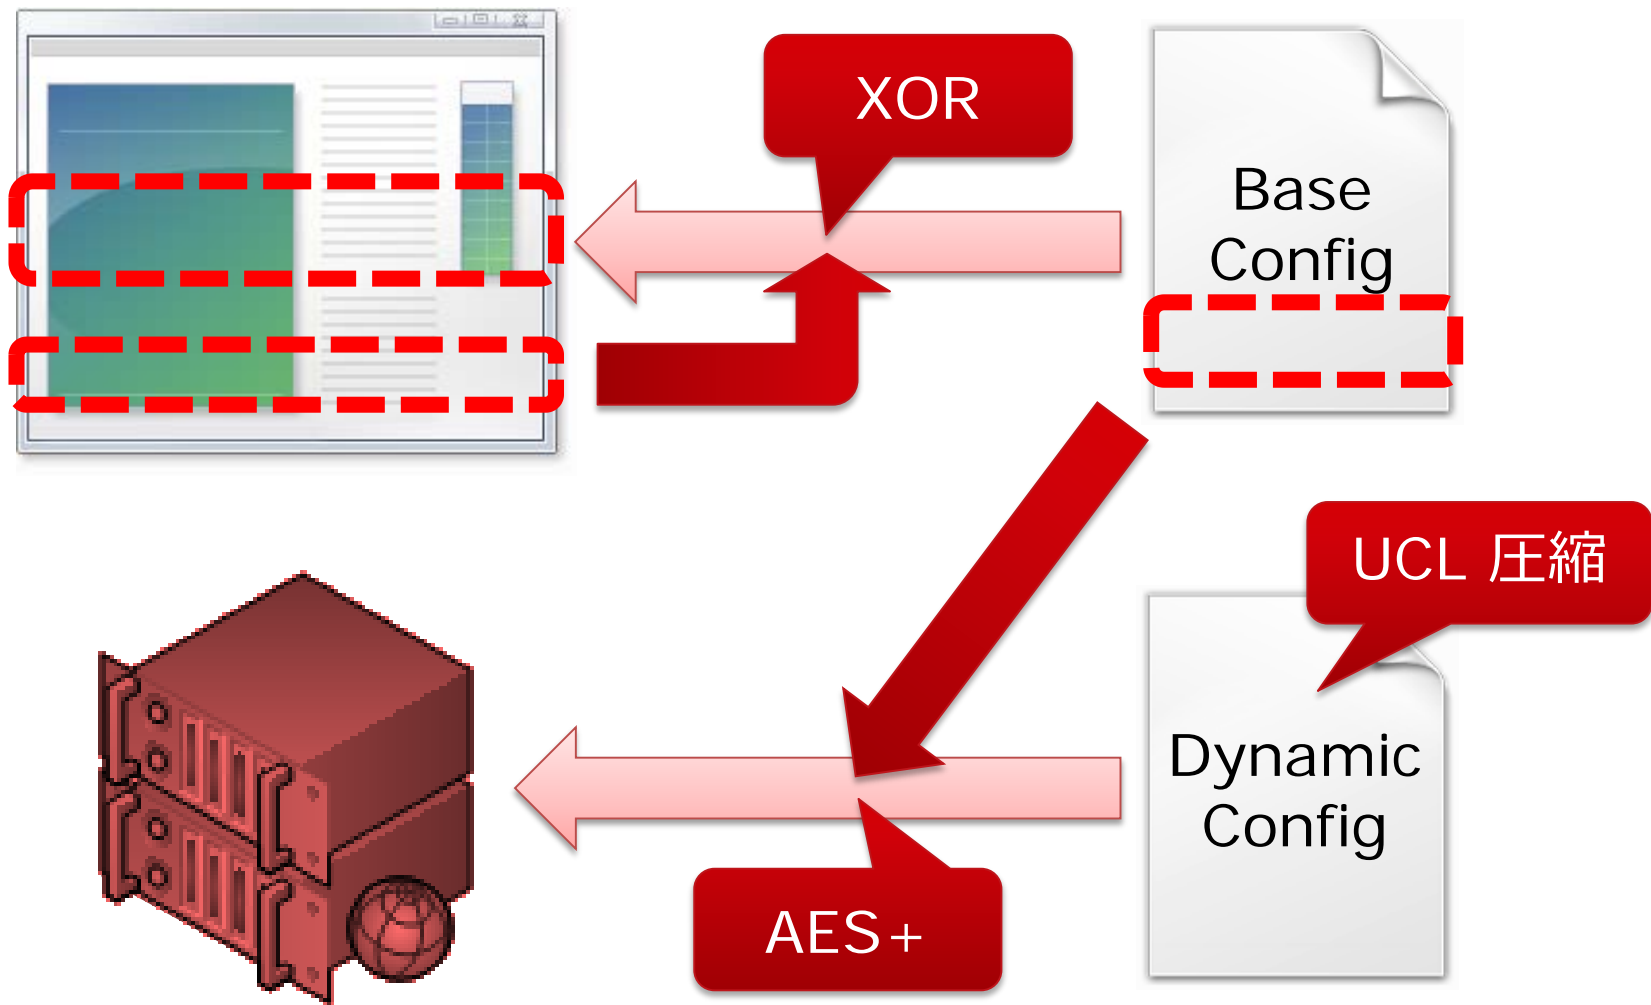 XOR
Base
Config
UCL 圧縮
Dynamic
Config
AES+